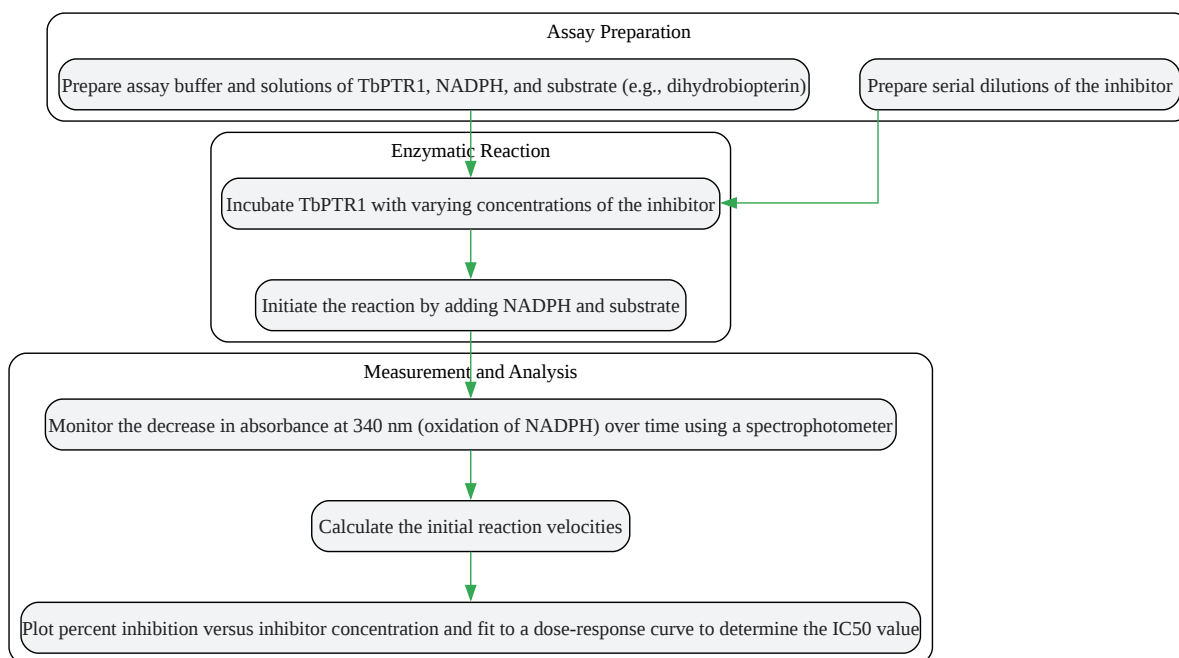 Assay Preparation
Prepare assay buffer and solutions of TbPTR1, NADPH, and substrate (e.g., dihydrobiopterin)
Prepare serial dilutions of the inhibitor
Enzymatic Reaction
Incubate TbPTR1 with varying concentrations of the inhibitor
Initiate the reaction by adding NADPH and substrate
Measurement and Analysis
Monitor the decrease in absorbance at 340 nm (oxidation of NADPH) over time using a spectrophotometer
Calculate the initial reaction velocities
Plot percent inhibition versus inhibitor concentration and fit to a dose-response curve to determine the IC50 value